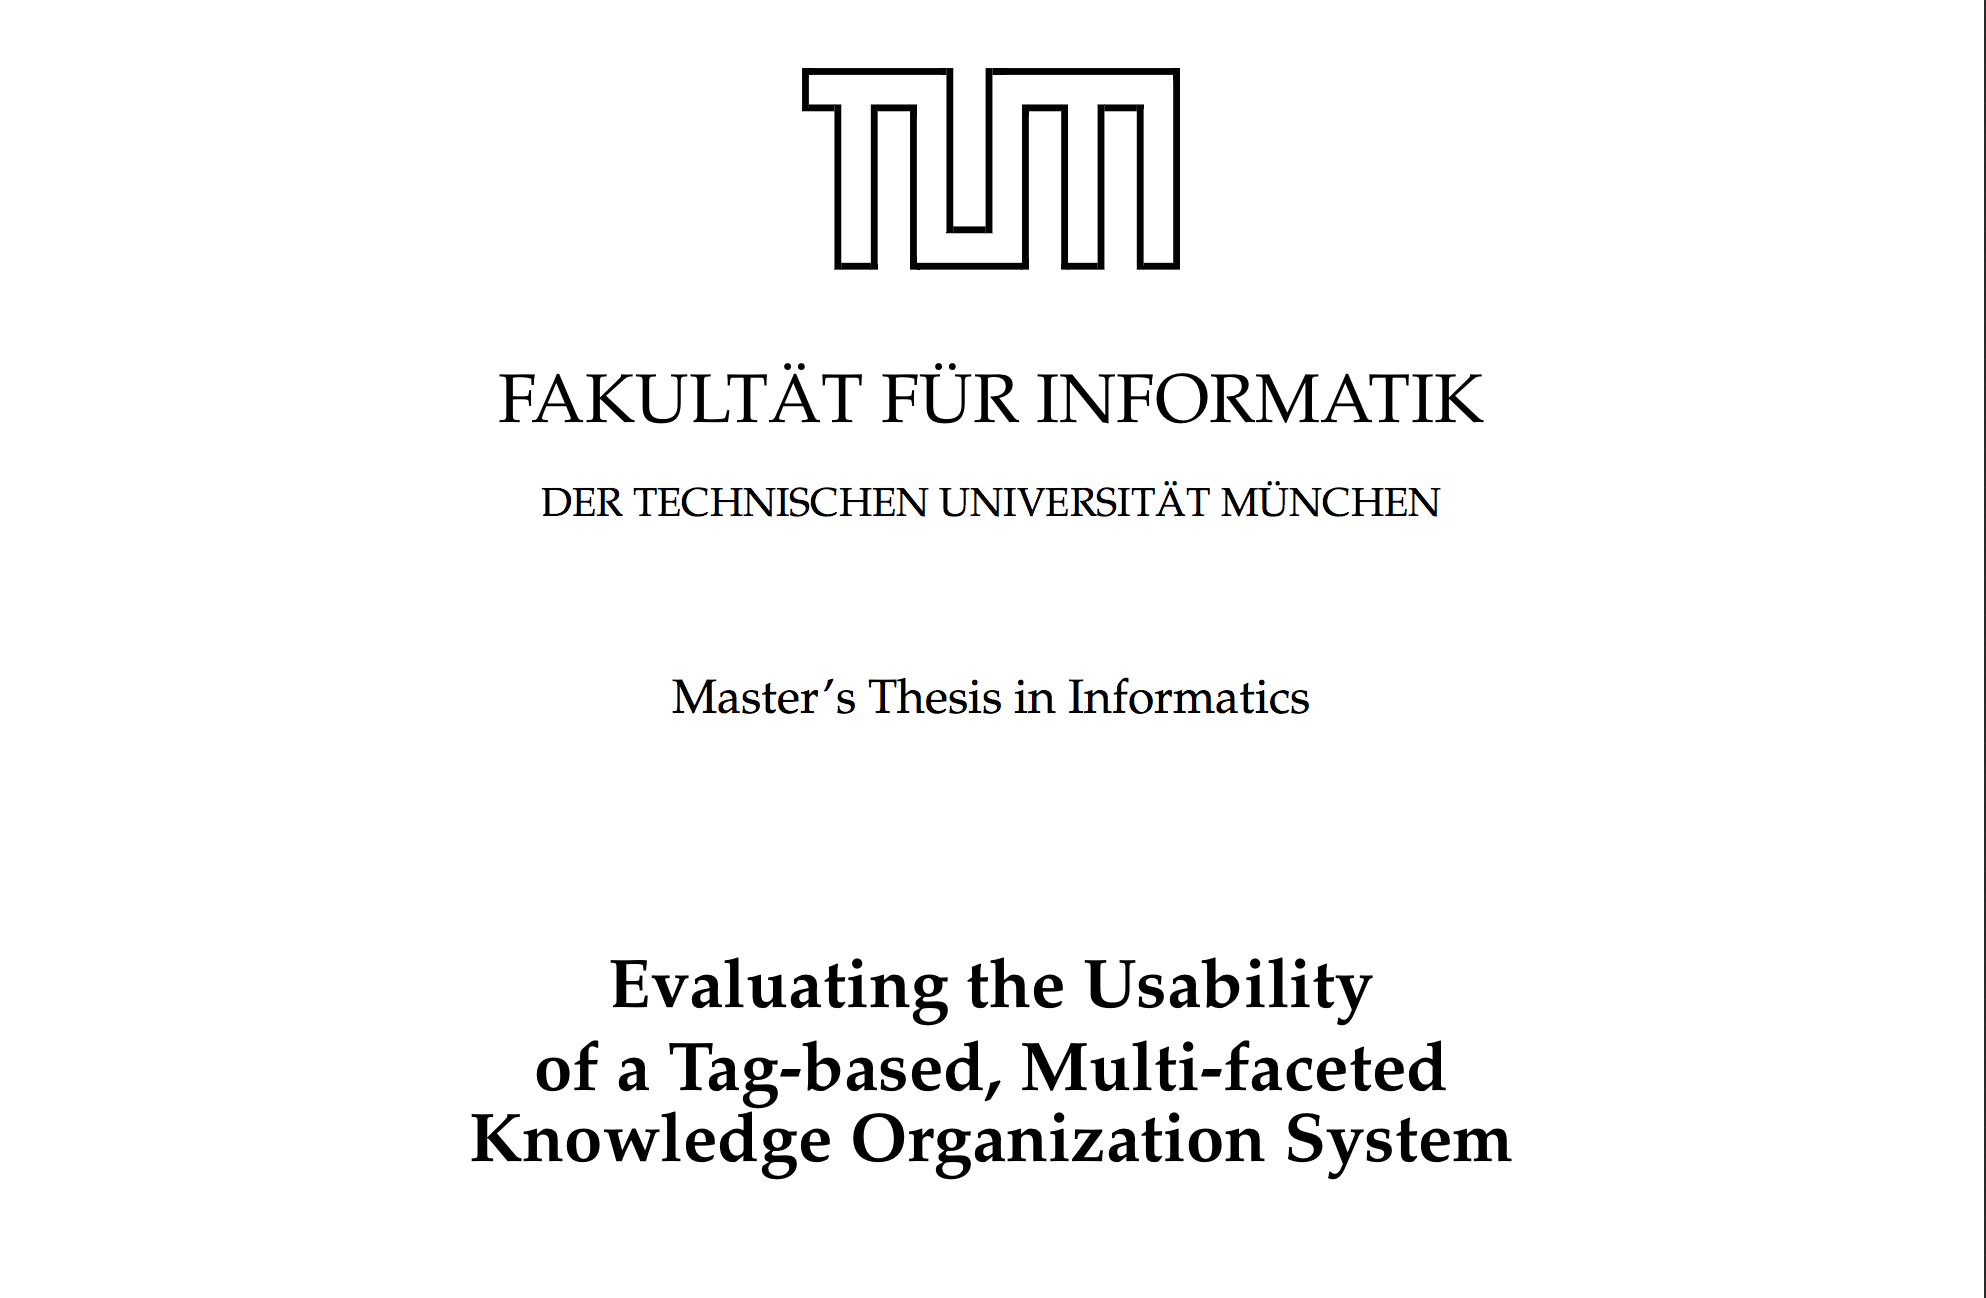 TUM
FAKULTÄT FÜR INFORMATIK
DER TECHNISCHEN UNIVERSITÄT MÜNCHEN
Master's Thesis in Informatics
Evaluating the Usability
of a Tag-based, Multi-faceted
Knowledge Organization System